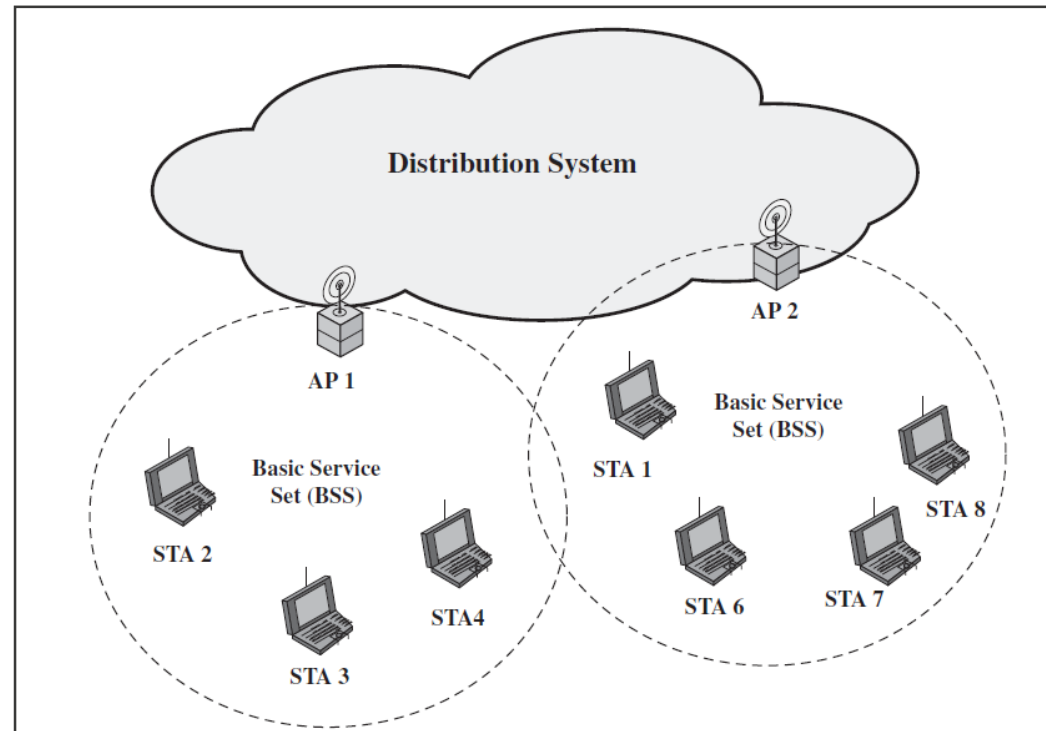 Distribution System
AP 2
AP 1
Basic Service
Set (BSS)
STA 1
STA 8
Basic Service
Set (BSS)
STA 2
STA4
STA 6
STA 7
STA 3